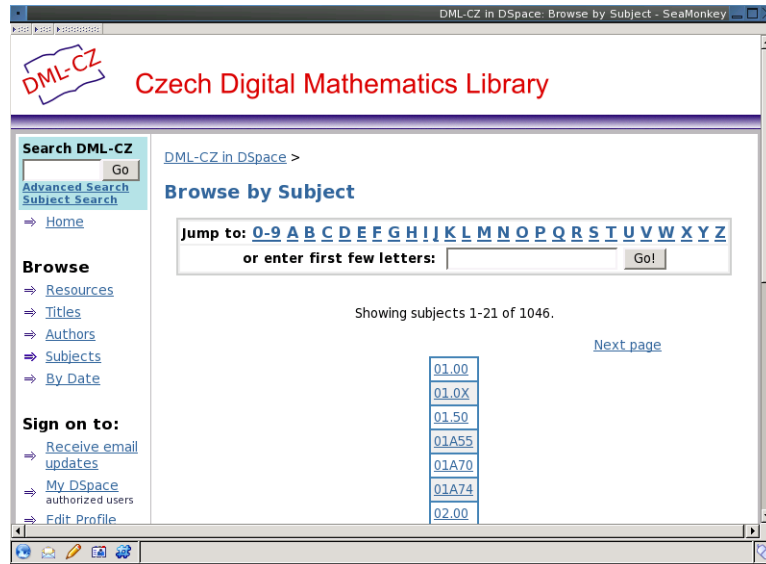 DML-CZ in DSpace: Browse by Subject - SeaMonkey
DML-CZ
Czech Digital Mathematics Library
Search DML-CZ
Go
Advanced Search
Subject Search
Home
Browse
Resources
Titles
Authors
Subjects
By Date
Sign on to:
Receive email
updates
My DSpace
authorized users
Edit Profile
DML-CZ in DSpace >
Browse by Subject
Jump to: 0-9 A B C D E F G H I J K L M N O P Q R S T U V W X Y Z
or enter first few letters: Go!
Showing subjects 1-21 of 1046.
Next page
01.00
01.0X
01.50
01A55
01A70
01A74
02.00